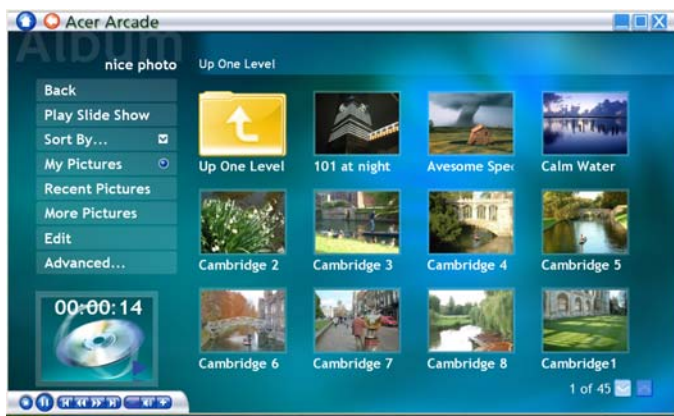 Acer Arcade
Album
nice photo
Up One Level
Back
Play Slide Show
Sort By...
My Pictures
Recent Pictures
More Pictures
Edit
Advanced...
00:00:14
Up One Level 101 at night Avesome Spec Calm Water
Cambridge 2 Cambridge 3 Cambridge 4 Cambridge 5
Cambridge 6 Cambridge 7 Cambridge 8 Cambridge1
1 of 45